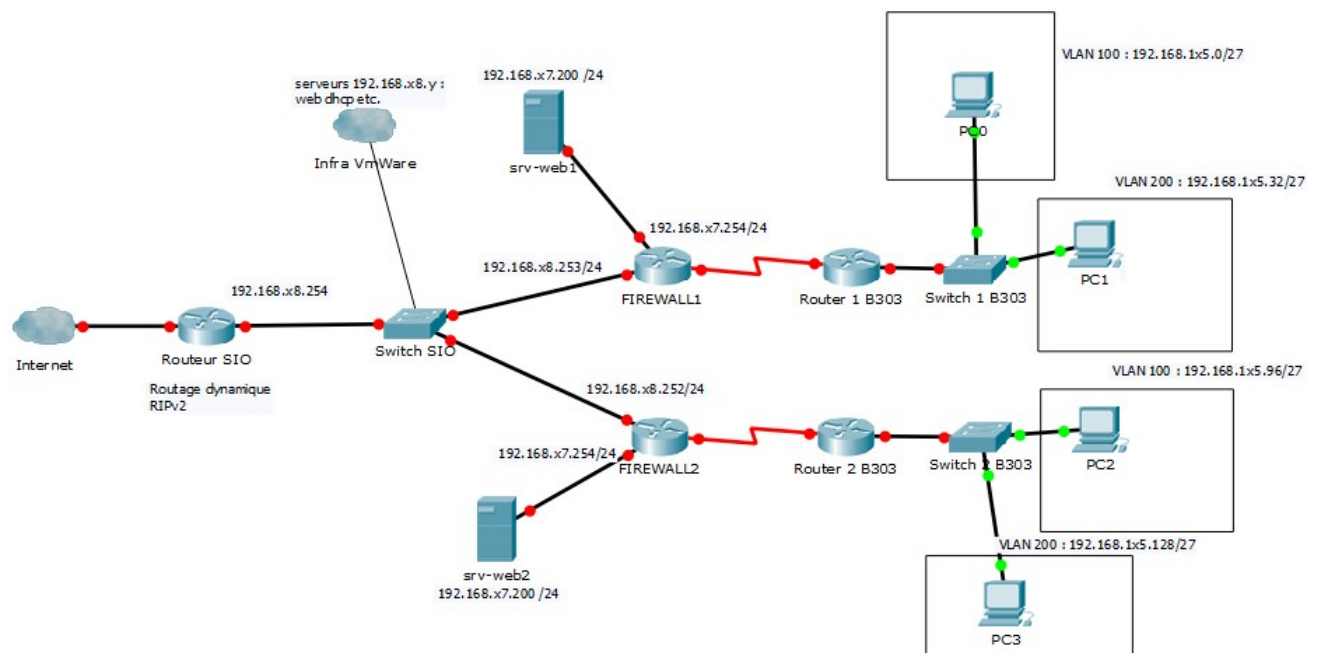 VLAN 100 : 192.168.1x5.0/27
192.168.x7.200 /24
serveurs 192.168.x8.y :
web dhcp etc.
PC0
Infra VmWare
srv-web1
VLAN 200 : 192.168.1x5.32/27
192.168.x7.254/24
192.168.x8.253/24
PC1
192.168.x8.254
FIREWALL1
Router 1 B303
Switch 1 B303
Internet
Routeur SIO
Switch SIO
Routage dynamique
RIPv2
VLAN 100 : 192.168.1x5.96/27
192.168.x8.252/24
192.168.x7.254/24
FIREWALL2
Router 2 B303
Switch 2 B303
PC2
VLAN 200 : 192.168.1x5.128/27
srv-web2
192.168.x7.200 /24
PC3